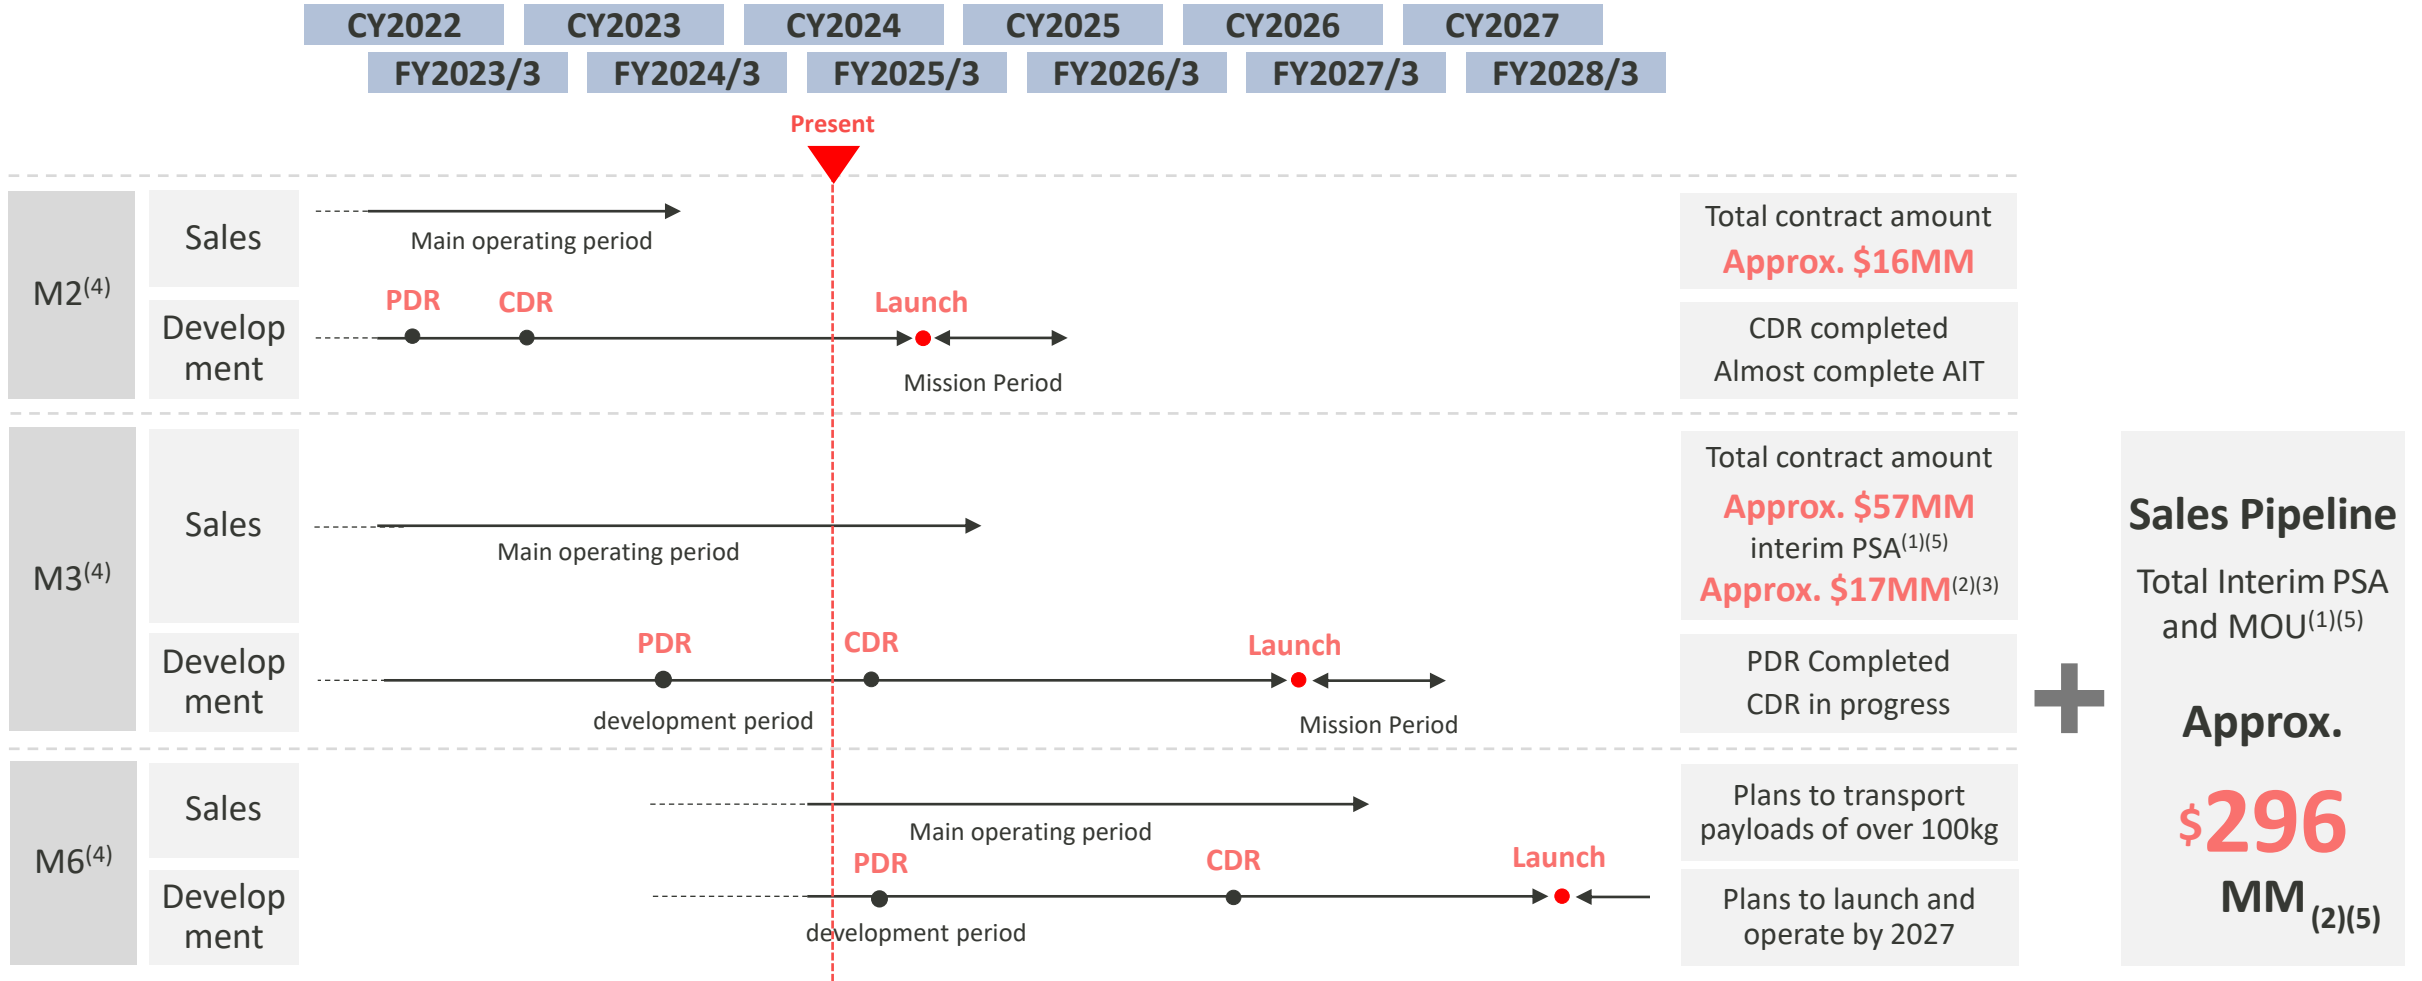 CY2022 CY2023 CY2024 CY2025 CY2026 CY2027
FY2023/3 FY2024/3 FY2025/3 FY2026/3 FY2027/3 FY2028/3
Present
M2(4)
Sales
Main operating period
Total contract amount
Approx. $16MM
Develop
ment
PDR CDR Launch
Mission Period
CDR completed
Almost complete AIT
M3(4)
Sales
Main operating period
Total contract amount
Approx. $57MM
interim PSA(1)(5)
Approx. $17MM(2)(3)
Develop
ment
PDR CDR Launch
development period
Mission Period
PDR Completed
CDR in progress
M6(4)
Sales
Main operating period
Plans to transport
payloads of over 100kg
Develop
ment
PDR CDR Launch
development period
Plans to launch and
operate by 2027
+
Sales Pipeline
Total Interim PSA
and MOU(1)(5)
Approx.
$296
MM(2)(5)